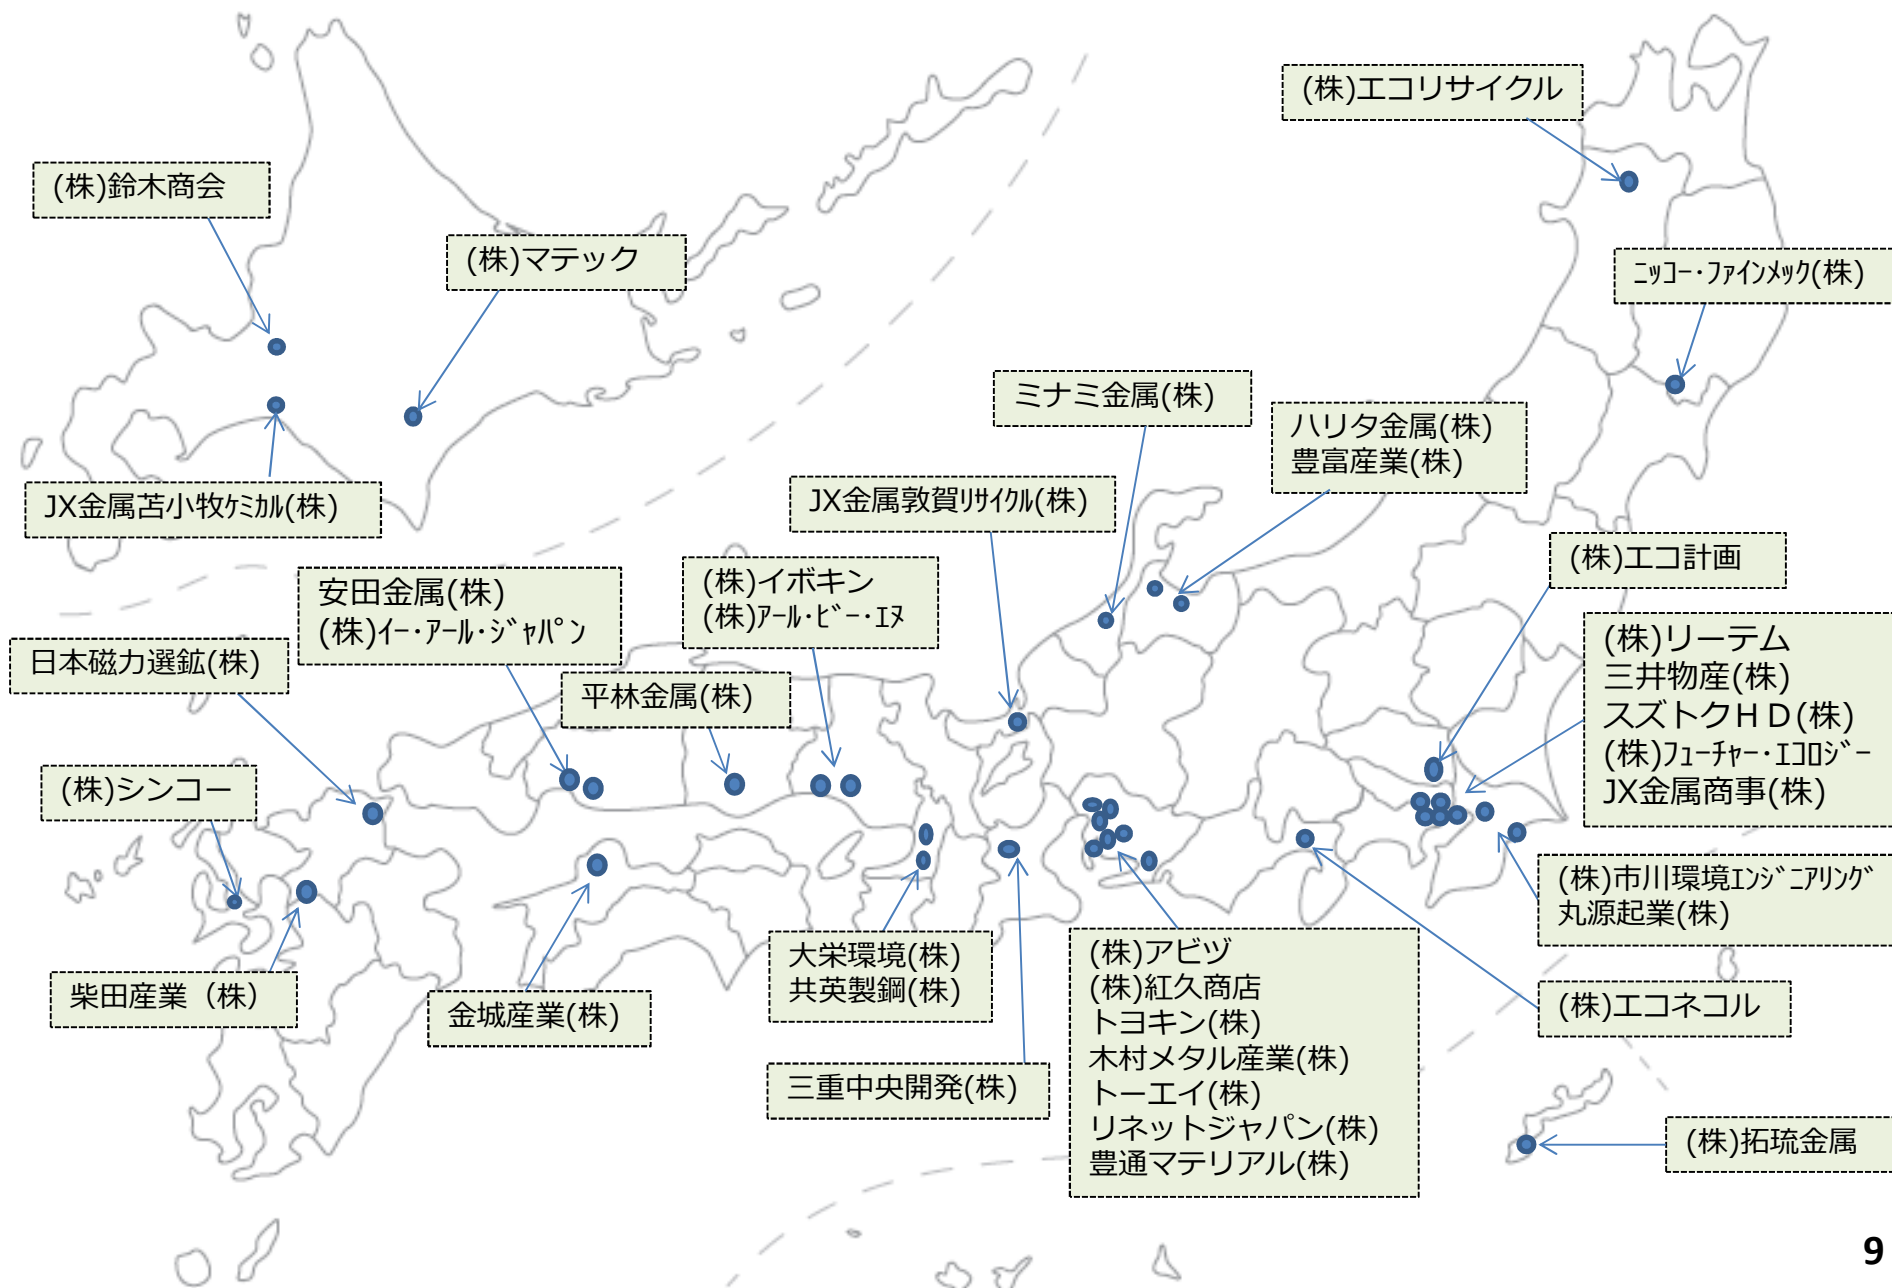 (株)エコリサイクル
(株)鈴木商会
(株)マテック
ﾆｯｺｰ･ﾌｧｲﾝﾒｯｸ(株)
ミナミ金属(株)
ハリタ金属(株)
豊富産業(株)
JX金属苫小牧ｹﾐｶﾙ(株)
JX金属敦賀ﾘｻｲｸﾙ(株)
(株)エコ計画
安田金属(株)
(株)ｲｰ･ｱｰﾙ･ｼﾞｬﾊﾟﾝ
(株)イボキン
(株)ｱｰﾙ･ﾋﾞｰ･ｴﾇ
日本磁力選鉱(株)
平林金属(株)
(株)リーテム
三井物産(株)
スズトクＨＤ(株)
(株)ﾌｭｰﾁｬｰ･ｴｺﾛｼﾞｰ
JX金属商事(株)
(株)シンコー
(株)市川環境ｴﾝｼﾞﾆｱﾘﾝｸﾞ
丸源起業(株)
柴田産業（株）
金城産業(株)
大栄環境(株)
共英製鋼(株)
三重中央開発(株)
(株)アビヅ
(株)紅久商店
トヨキン(株)
木村メタル産業(株)
トーエイ(株)
リネットジャパン(株)
豊通マテリアル(株)
(株)エコネコル
(株)拓琉金属
9